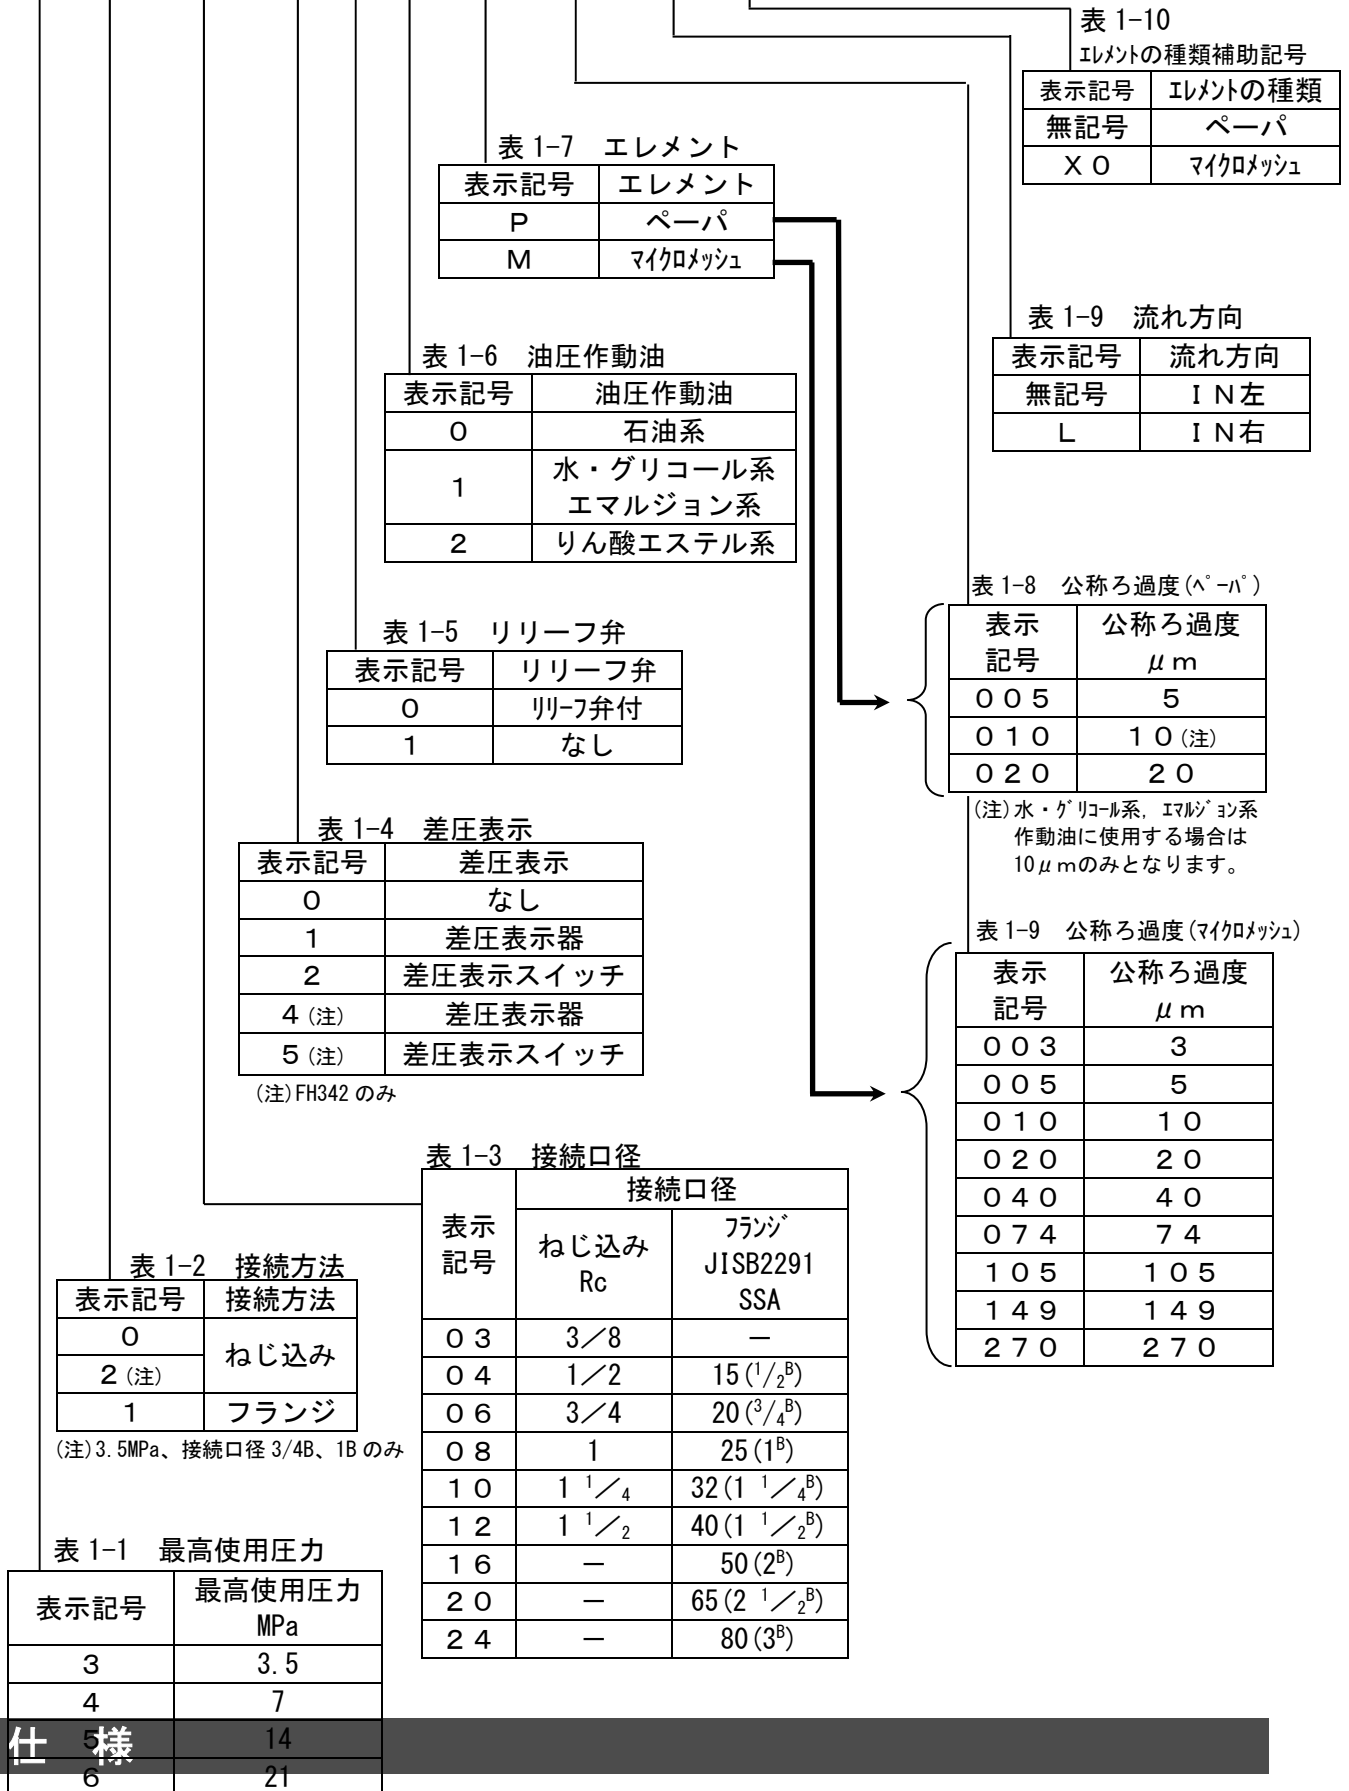 表 1-10
ｴﾚﾒﾝﾄの種類補助記号
表示記号 ｴﾚﾒﾝﾄの種類
無記号 ペーパ
Ｘ０ ﾏｲｸﾛﾒｯｼｭ
表 1-7 エレメント
表示記号 エレメント
Ｐ ペーパ
Ｍ ﾏｲｸﾛﾒｯｼｭ
表 1-9 流れ方向
表示記号 流れ方向
無記号 ＩＮ左
Ｌ ＩＮ右
表 1-6 油圧作動油
表示記号 油圧作動油
０ 石油系
１ 水・グリコール系
エマルジョン系
２ りん酸エステル系
表 1-8 公称ろ過度(ﾍﾟｰﾊﾟ)
表示
記号
公称ろ過度
μｍ
００５ ５
０１０ １０(注)
０２０ ２０
(注)水・ｸﾞﾘｺｰﾙ系, ｴﾏﾙｼﾞｮﾝ系
作動油に使用する場合は
10μｍのみとなります。
表 1-5 リリーフ弁
表示記号 リリーフ弁
０ ﾘﾘｰﾌ弁付
１ なし
表 1-4 差圧表示
表示記号 差圧表示
０ なし
１ 差圧表示器
２ 差圧表示スイッチ
４(注) 差圧表示器
５(注) 差圧表示スイッチ
(注)FH342 のみ
表 1-9 公称ろ過度(ﾏｲｸﾛﾒｯｼｭ)
表示
記号
公称ろ過度
μｍ
００３ ３
００５ ５
０１０ １０
０２０ ２０
０４０ ４０
０７４ ７４
１０５ １０５
１４９ １４９
２７０ ２７０
表 1-3 接続口径
表示
記号
接続口径
ねじ込み
Rc
ﾌﾗﾝｼﾞ
JISB2291
SSA
０３ 3／8 －
０４ 1／2 15(1/2B)
０６ 3／4 20(3/4B)
０８ 1 25(1B)
１０ 1 1／4 32(1 1／4B)
１２ 1 1／2 40(1 1／2B)
１６ － 50(2B)
２０ － 65(2 1／2B)
２４ － 80(3B)
表 1-2 接続方法
表示記号 接続方法
０ ねじ込み
２(注)
１ フランジ
(注)3.5MPa、接続口径 3/4B、1B のみ
表 1-1 最高使用圧力
表示記号 最高使用圧力
MPa
３ 3.5
４ 7
５ 14
６ 21
仕 様